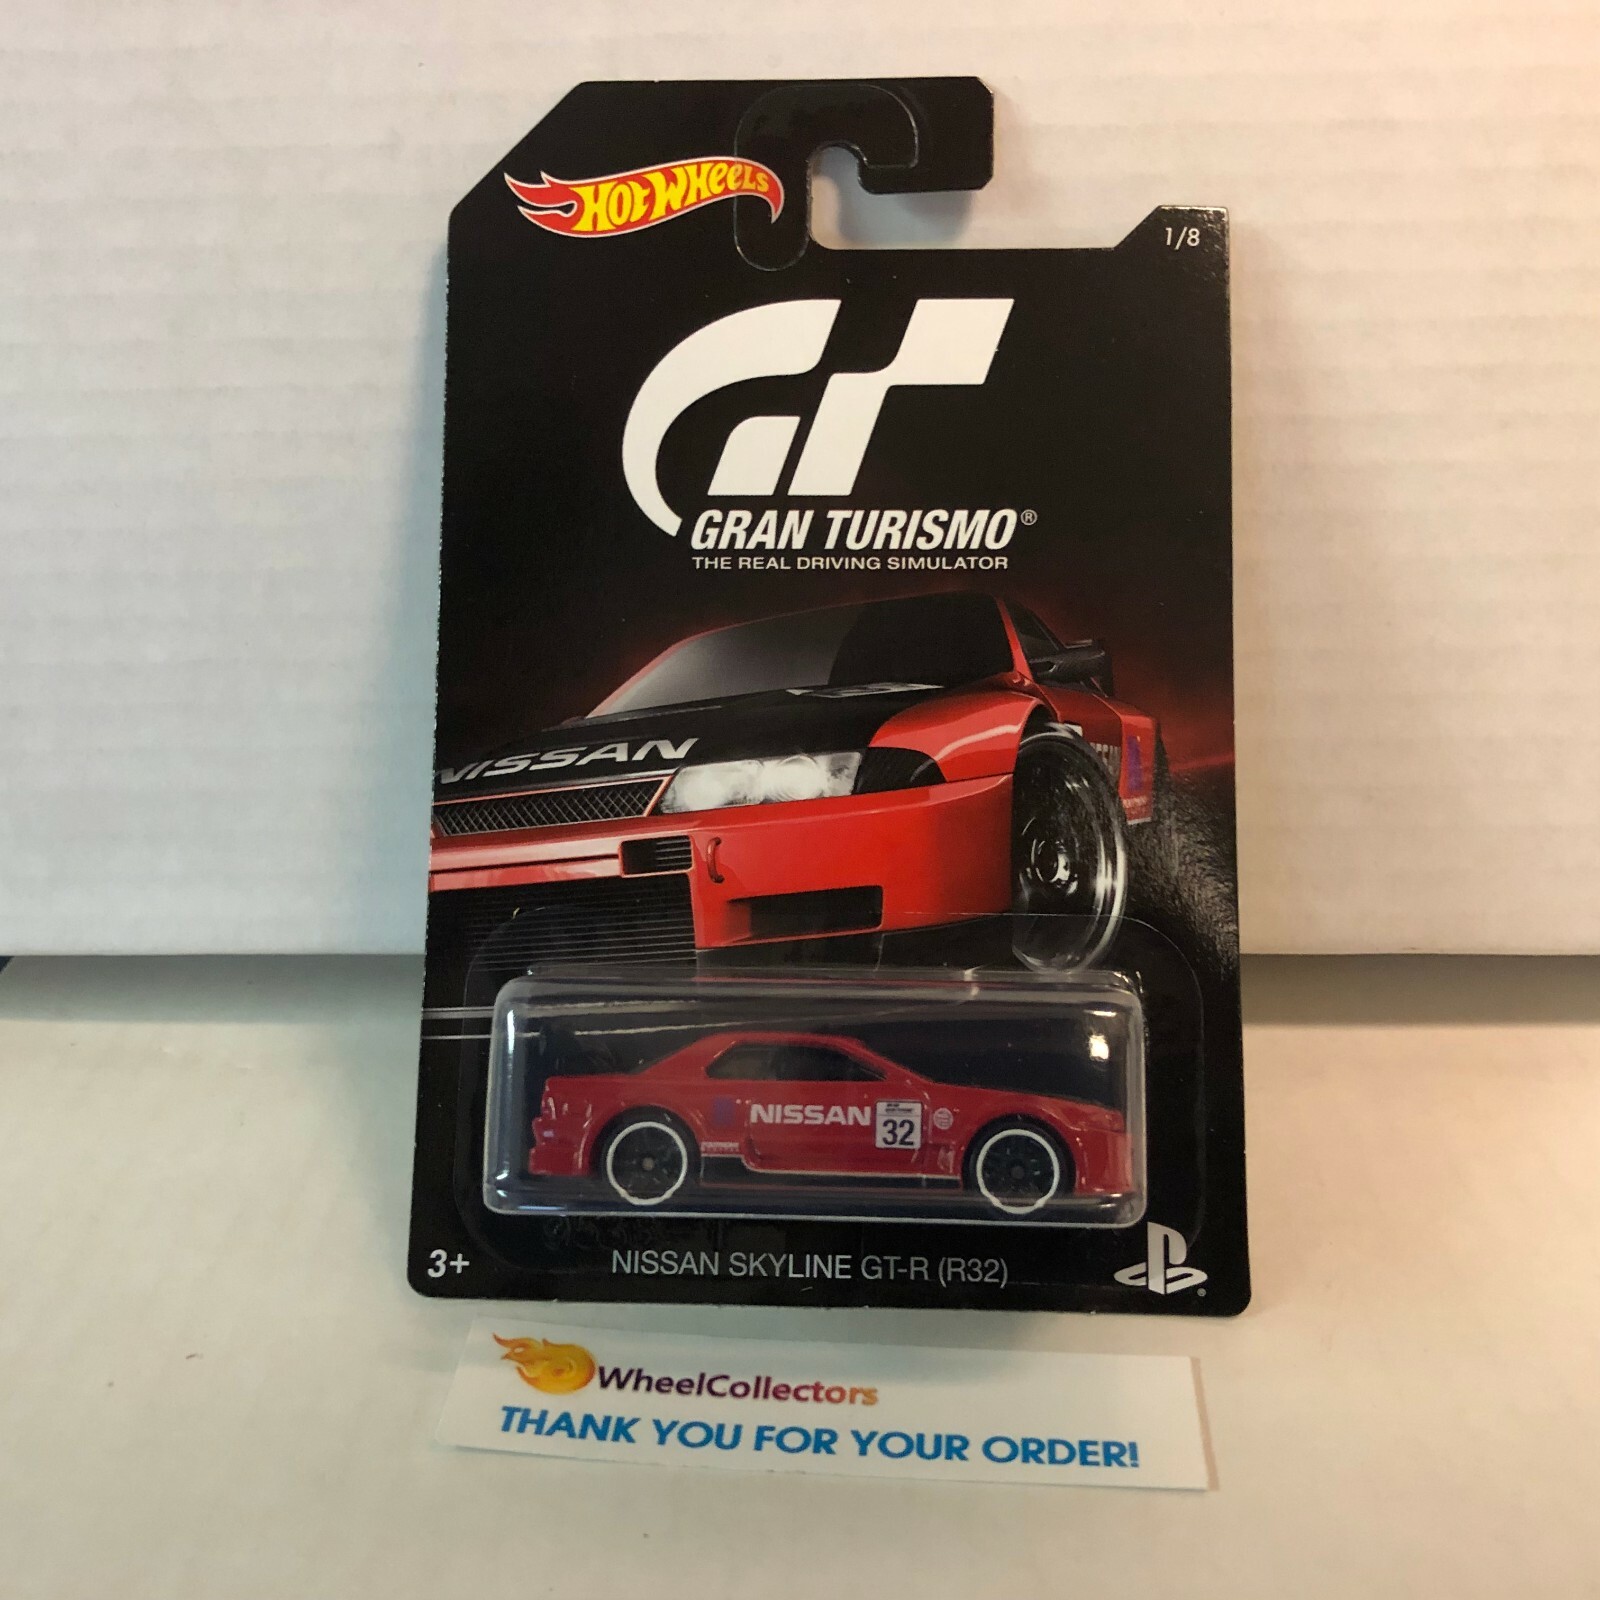 HOT WHEELS
1/8
GT
GRAN TURISMO®
THE REAL DRIVING SIMULATOR
NISSAN
NISSAN
32
3+
NISSAN SKYLINE GT-R (R32)
WheelCollectors
THANK YOU FOR YOUR ORDER!